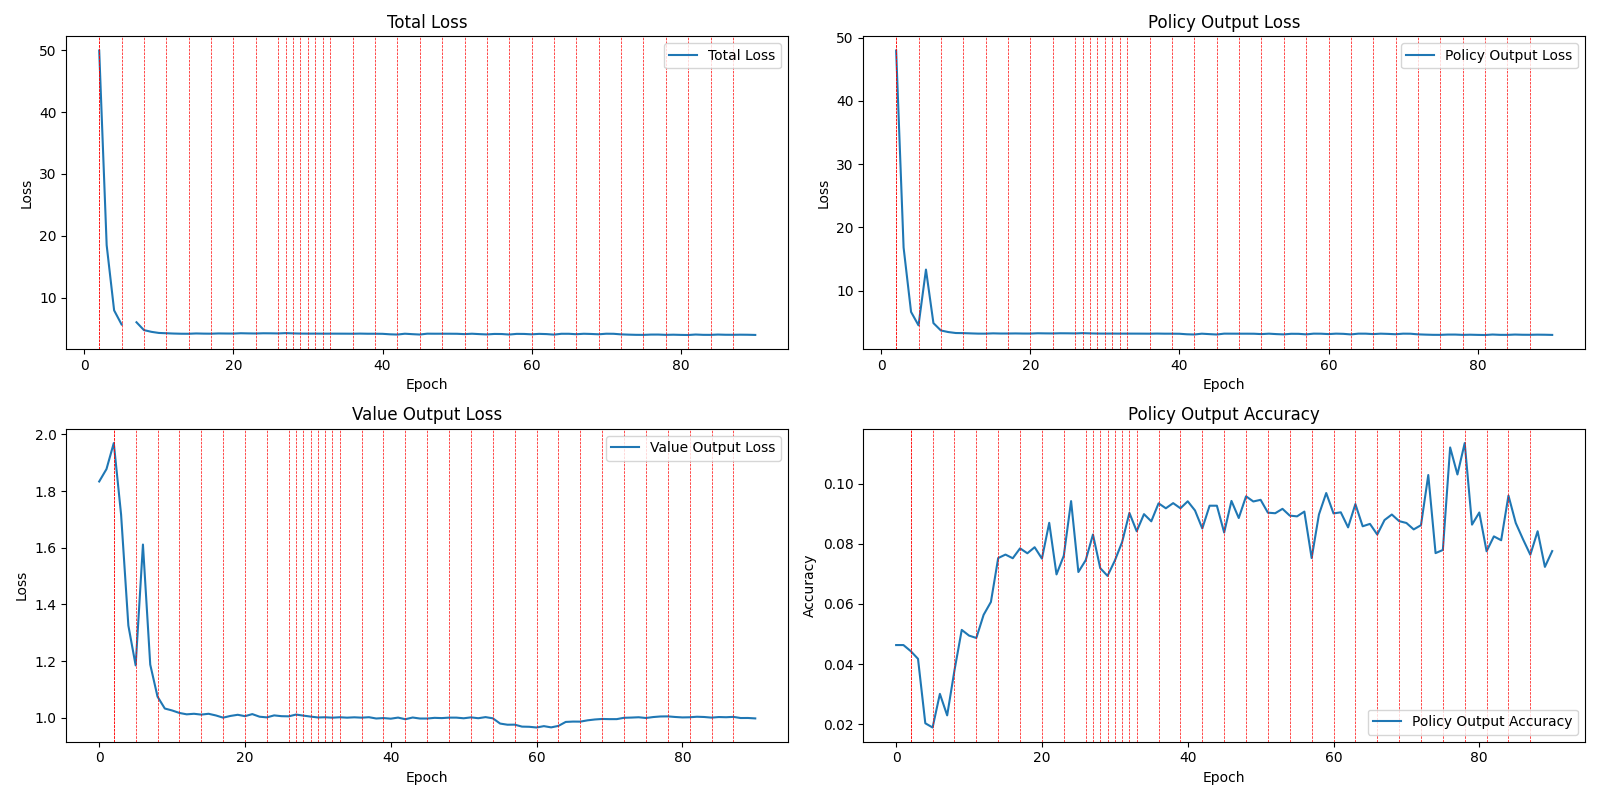 Total Loss
Total Loss
50
40
30
20
10
Loss
0
20
40
60
80
Epoch
Policy Output Loss
Policy Output Loss
50
40
30
20
10
Loss
0
20
40
60
80
Epoch
Value Output Loss
Value Output Loss
2.0
1.8
1.6
1.4
1.2
1.0
Loss
0
20
40
60
80
Epoch
Policy Output Accuracy
0.10
0.08
0.06
0.04
0.02
Accuracy
Policy Output Accuracy
0
20
40
60
80
Epoch